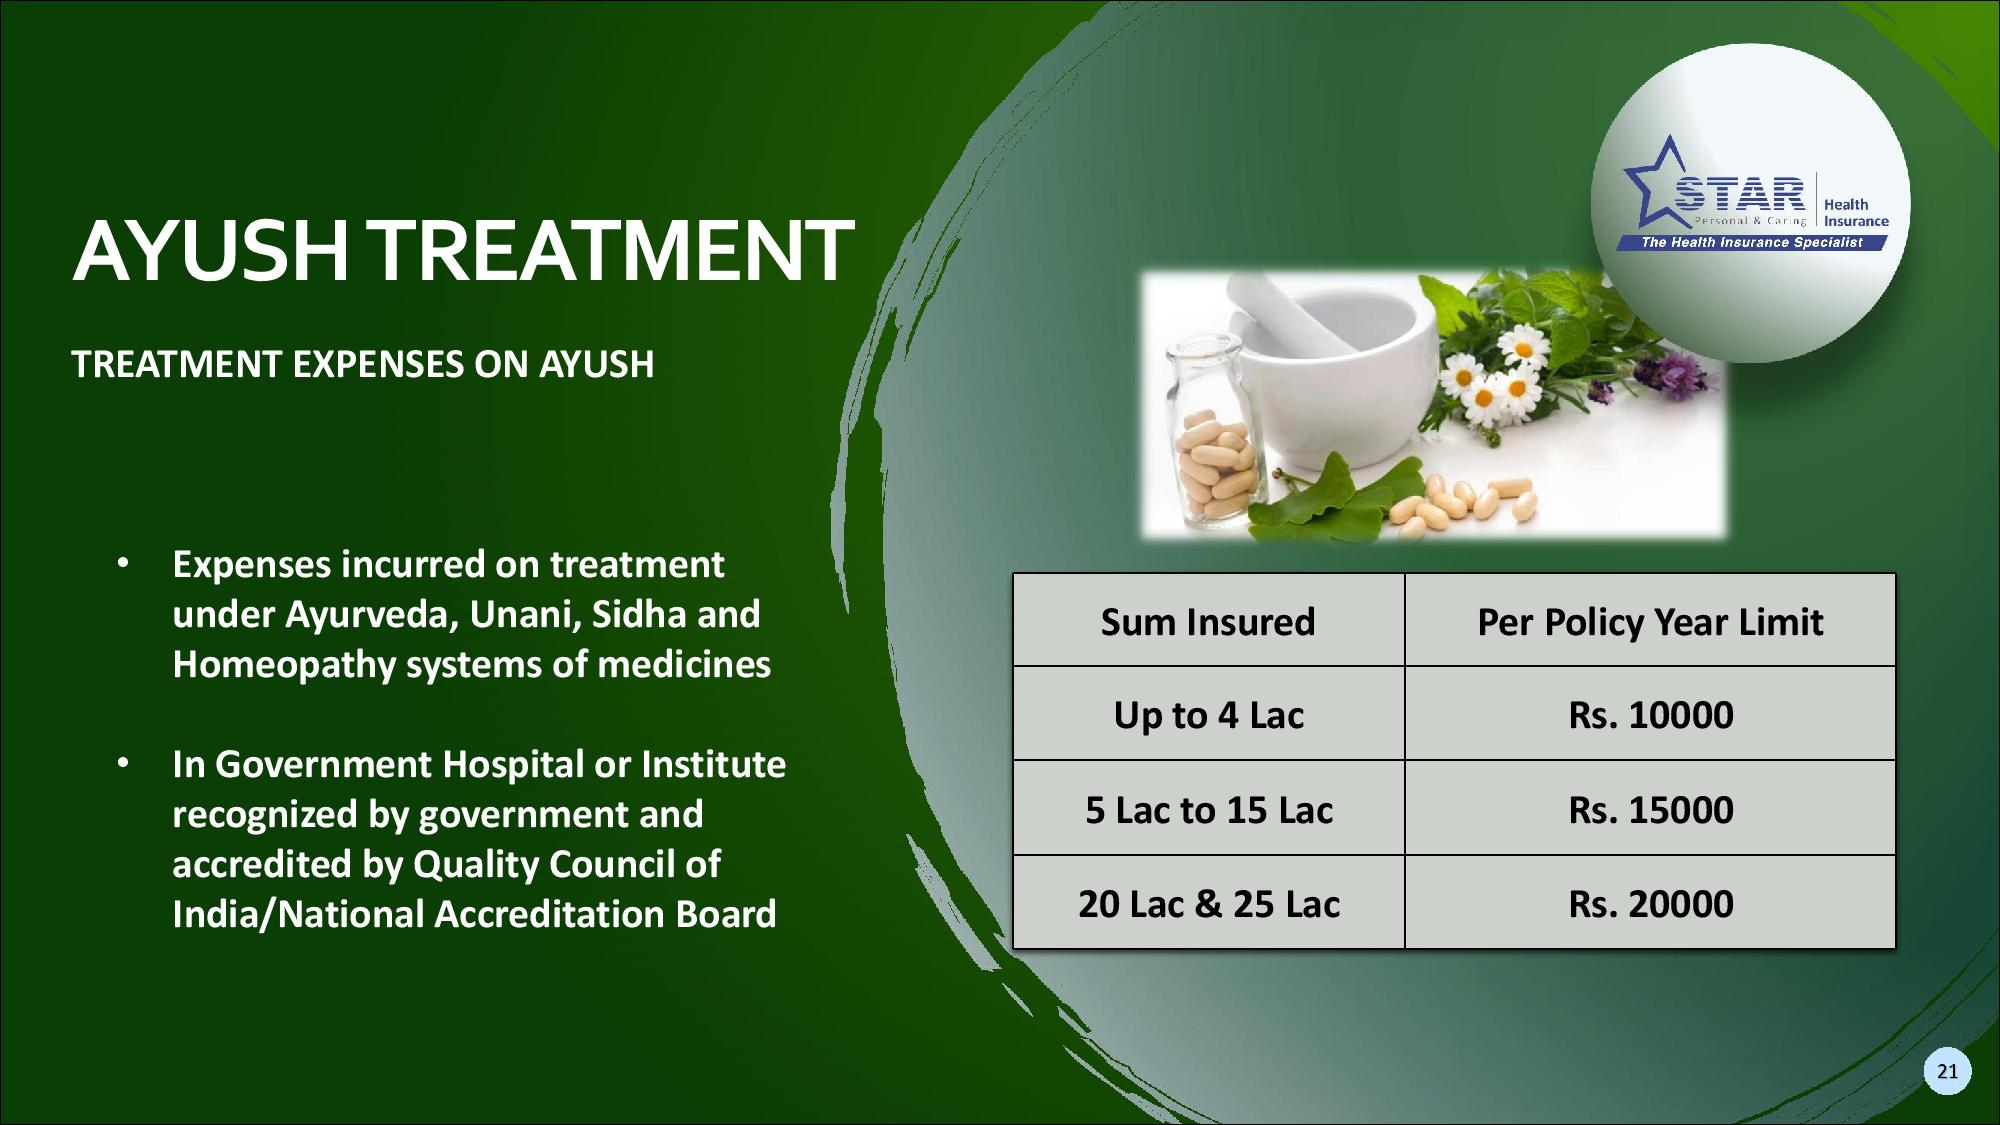 STAR
Personal & Caring
Health
Insurance
The Health Insurance Specialist
AYUSH TREATMENT
TREATMENT EXPENSES ON AYUSH
• Expenses incurred on treatment
under Ayurveda, Unani, Sidha and
Homeopathy systems of medicines
• In Government Hospital or Institute
recognized by government and
accredited by Quality Council of
India/National Accreditation Board
Sum Insured Per Policy Year Limit
Up to 4 Lac Rs. 10000
5 Lac to 15 Lac Rs. 15000
20 Lac & 25 Lac Rs. 20000
21